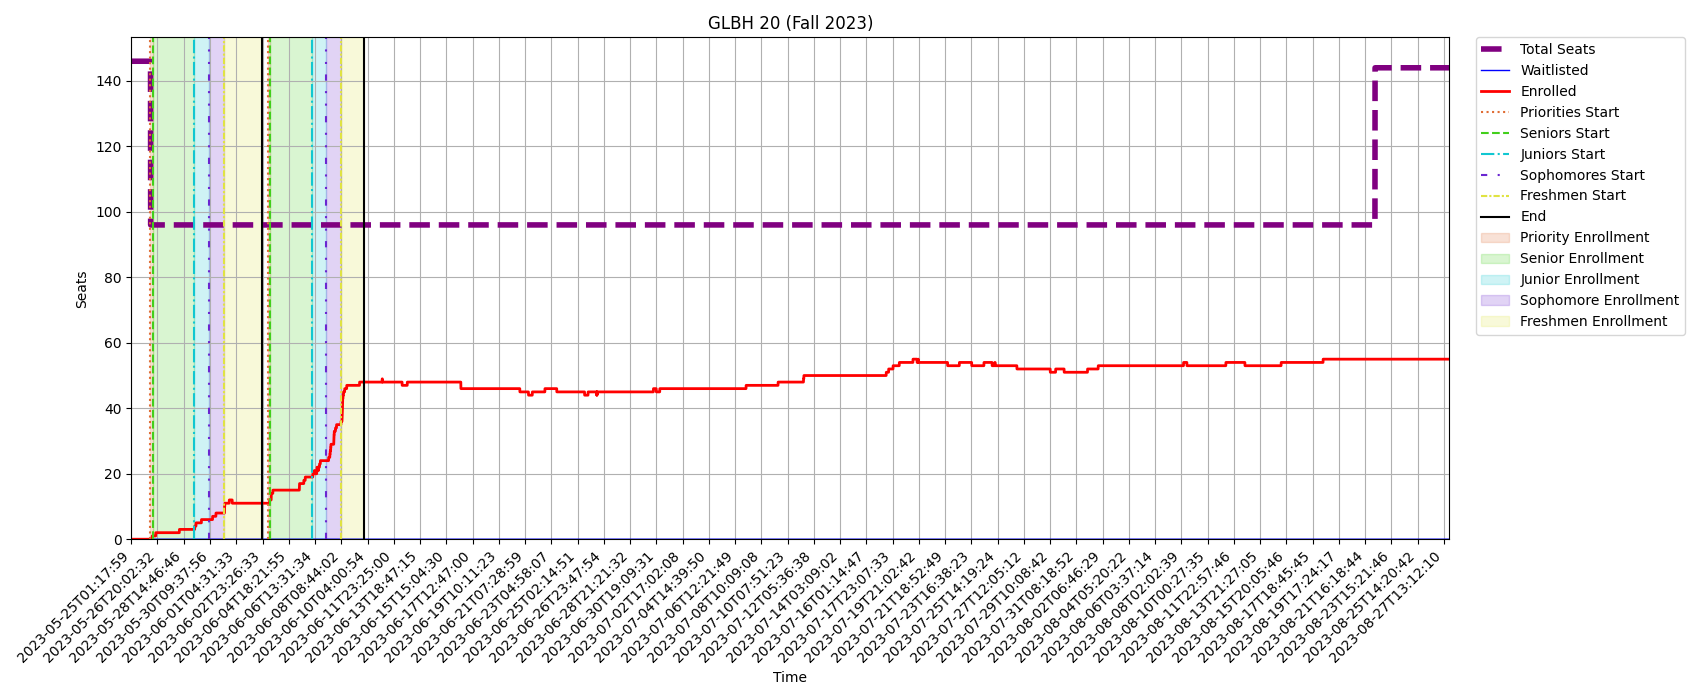 GLBH 20 (Fall 2023)
Seats
140
120
100
80
60
40
20
0
2023-05-25T01:17:59
2023-05-26T20:02:32
2023-05-28T14:46:46
2023-05-30T09:37:56
2023-06-01T04:31:33
2023-06-02T23:26:33
2023-06-04T18:21:55
2023-06-06T13:31:34
2023-06-08T08:44:02
2023-06-10T04:00:54
2023-06-11T23:25:00
2023-06-13T18:47:15
2023-06-15T15:04:30
2023-06-17T12:47:00
2023-06-19T10:11:23
2023-06-21T07:28:59
2023-06-23T04:58:07
2023-06-25T02:14:51
2023-06-26T23:47:54
2023-06-28T21:21:32
2023-06-30T19:09:31
2023-07-02T17:02:08
2023-07-04T14:39:50
2023-07-06T12:21:49
2023-07-08T10:09:08
2023-07-10T07:51:23
2023-07-12T05:36:38
2023-07-14T03:09:02
2023-07-16T01:14:47
2023-07-17T23:07:33
2023-07-19T21:02:42
2023-07-21T18:52:49
2023-07-23T16:38:23
2023-07-25T14:19:24
2023-07-27T12:05:12
2023-07-29T10:08:42
2023-07-31T08:18:52
2023-08-02T06:46:29
2023-08-04T05:20:22
2023-08-06T03:37:14
2023-08-08T02:02:39
2023-08-10T00:27:35
2023-08-11T22:57:46
2023-08-13T21:27:05
2023-08-15T20:05:46
2023-08-17T18:45:45
2023-08-19T17:24:17
2023-08-21T16:18:44
2023-08-23T15:21:46
2023-08-25T14:20:42
2023-08-27T13:12:10
Time
Total Seats
Waitlisted
Enrolled
Priorities Start
Seniors Start
Juniors Start
Sophomores Start
Freshmen Start
End
Priority Enrollment
Senior Enrollment
Junior Enrollment
Sophomore Enrollment
Freshmen Enrollment